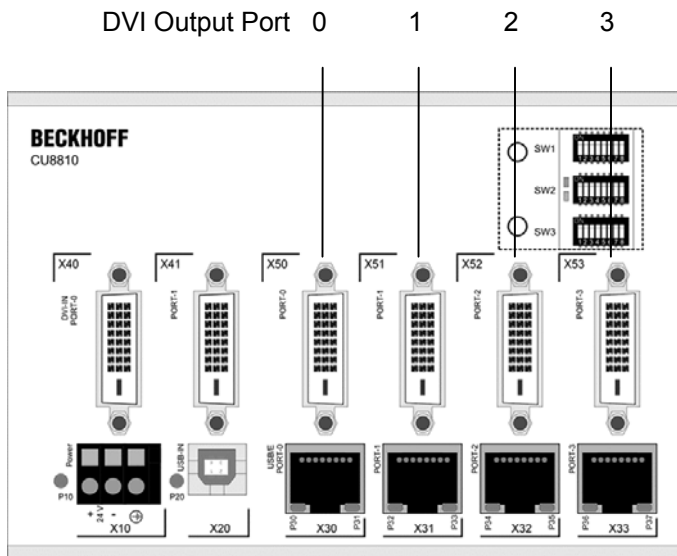 DVI Output Port 0 1 2 3
BECKHOFF
CU8810
SW1
SW2
SW3
X40
X41
X50
X51
X52
X53
DVI-IN
PORT-0
PORT-1
PORT-0
PORT-1
PORT-2
PORT-3
Power
USB-IN
USB/E
PORT-0
PORT-1
PORT-2
PORT-3
P10
P20
+
24 V
-
P30
P31
P32
P33
P34
P35
P36
P37
X10
X20
X30
X31
X32
X33